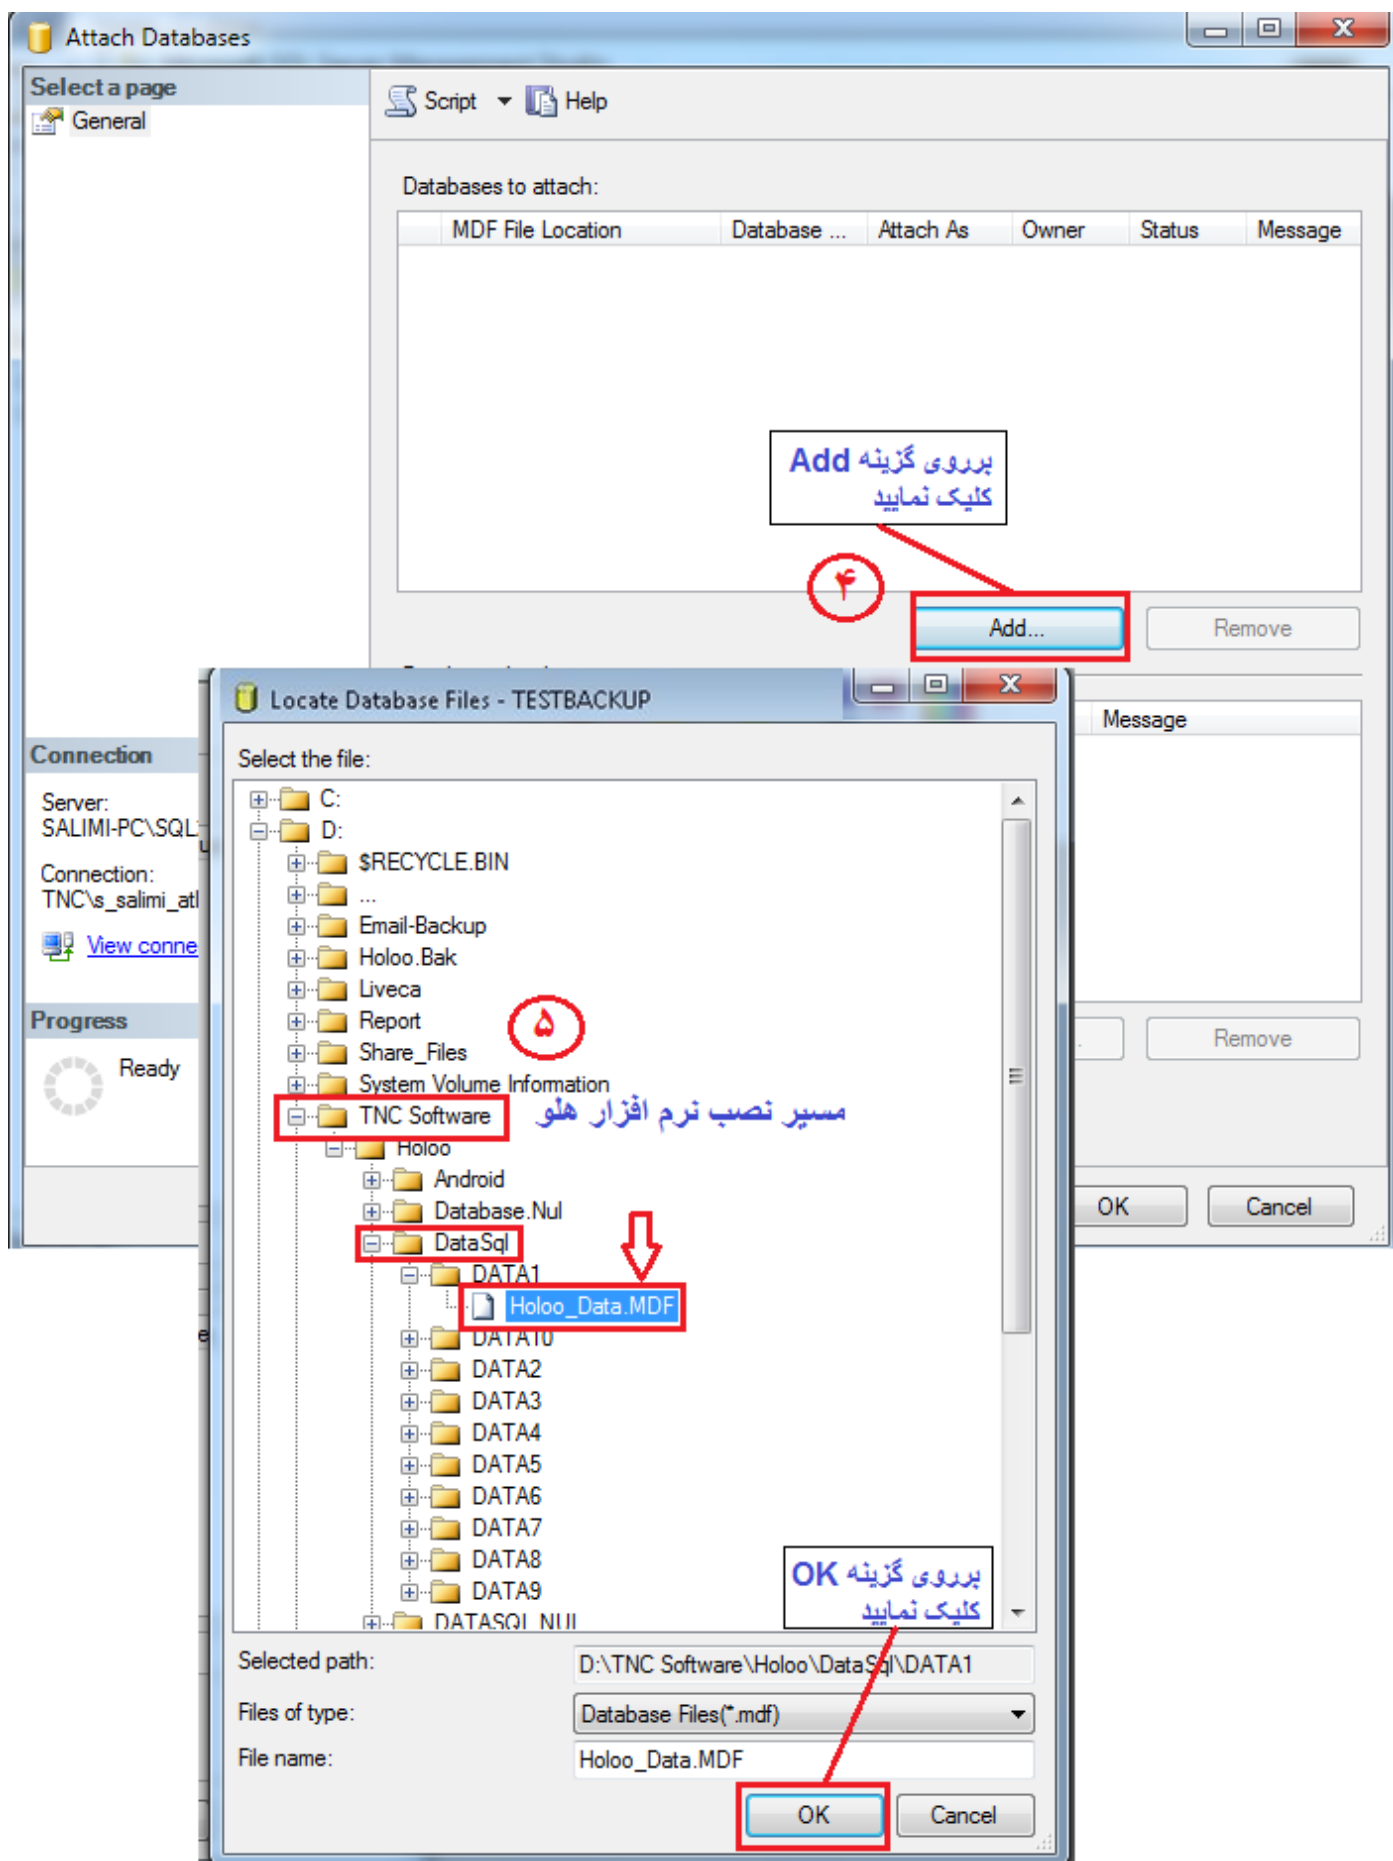 Attach Databases
Select a page
General
Script
Help
Databases to attach:
MDF File Location Database ... Attach As Owner Status Message
برروی گزینه Add
کلیک نمایید
۴
Add...
Remove
Locate Database Files - TESTBACKUP
Message
Select the file:
Connection
Server:
SALIMI-PC\SQL
Connection:
TNC\s_salimi_atl
View conne
Progress
Ready
C:
D:
$RECYCLE.BIN
...
Email-Backup
Holoo.Bak
Liveca
Report
۵
Share_Files
System Volume Information
TNC Software
مسیر نصب نرم افزار هلو
Holoo
Android
Database.Nul
DataSql
DATA1
Holoo_Data.MDF
DATA10
DATA2
DATA3
DATA4
DATA5
DATA6
DATA7
DATA8
DATA9
DATASQL.NUL
Remove
OK
Cancel
برروی گزینه OK
کلیک نمایید
Selected path:
D:\TNC Software\Holoo\DataSql\DATA1
Files of type:
Database Files(*.mdf)
File name:
Holoo_Data.MDF
OK
Cancel